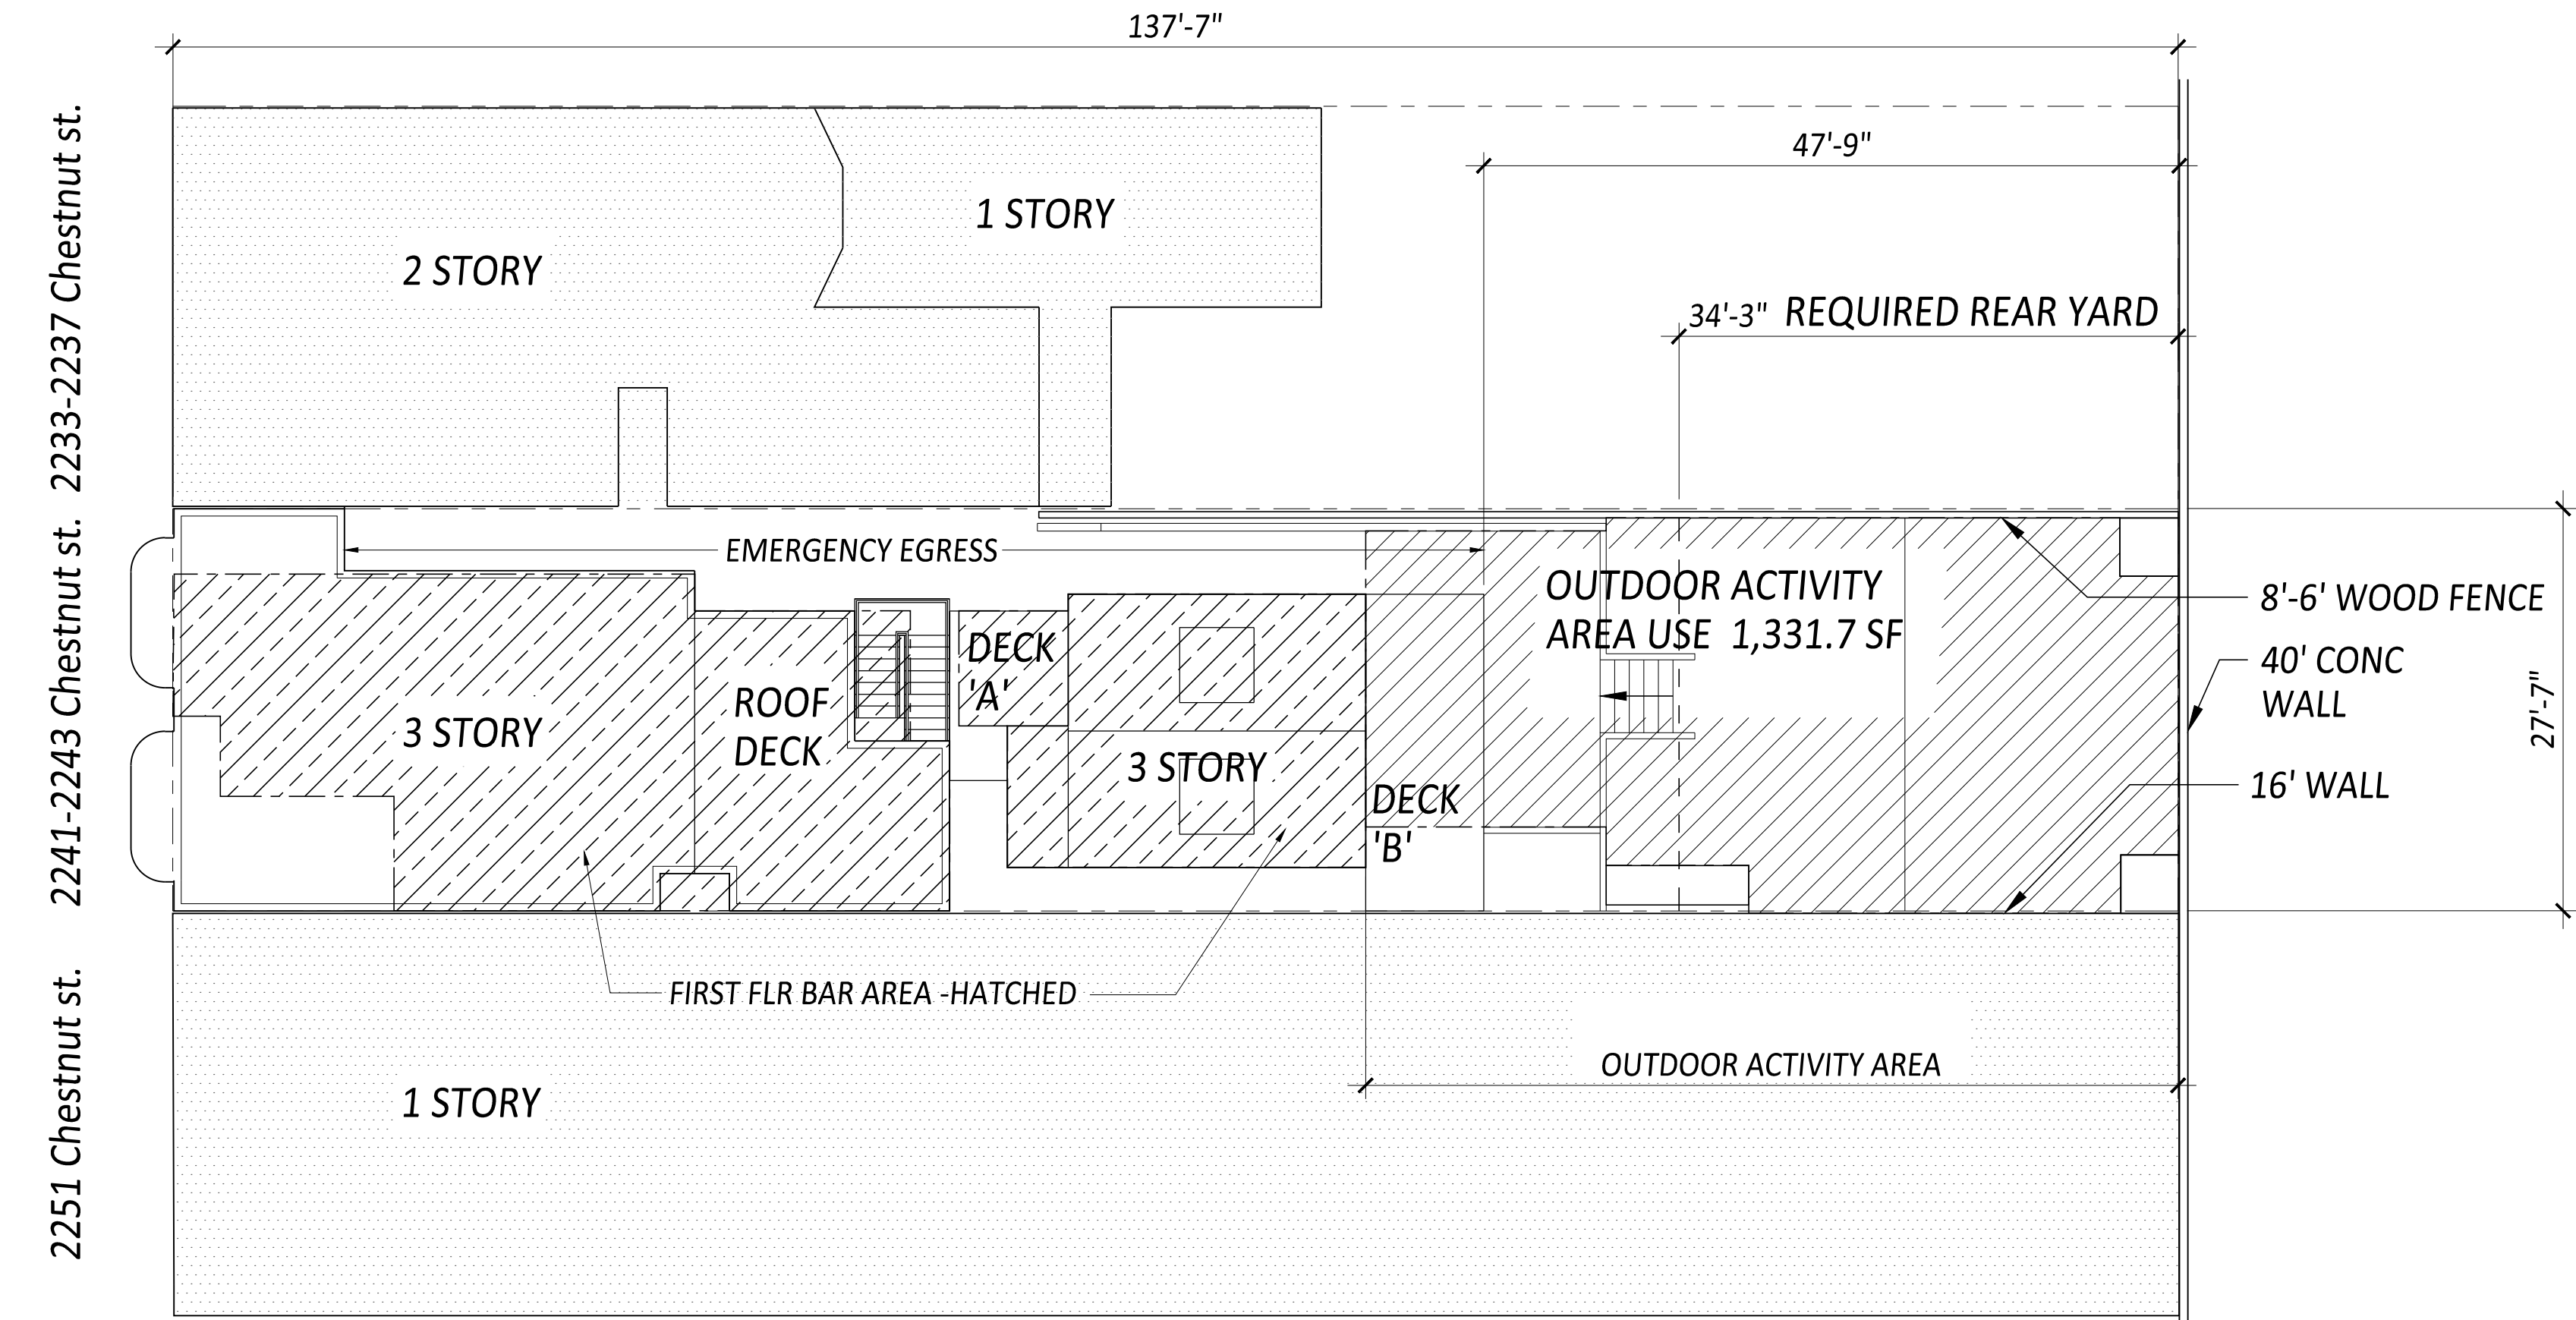 137'-7"
47'-9"
1 STORY
2 STORY
34'-3" REQUIRED REAR YARD
2233-2237 Chestnut st.
EMERGENCY EGRESS
OUTDOOR ACTIVITY
AREA USE 1,331.7 SF
8'-6' WOOD FENCE
40' CONC
WALL
27'-7"
16' WALL
DECK
'A'
ROOF
DECK
3 STORY
3 STORY
DECK
'B'
2241-2243 Chestnut st.
FIRST FLR BAR AREA -HATCHED
OUTDOOR ACTIVITY AREA
1 STORY
2251 Chestnut st.